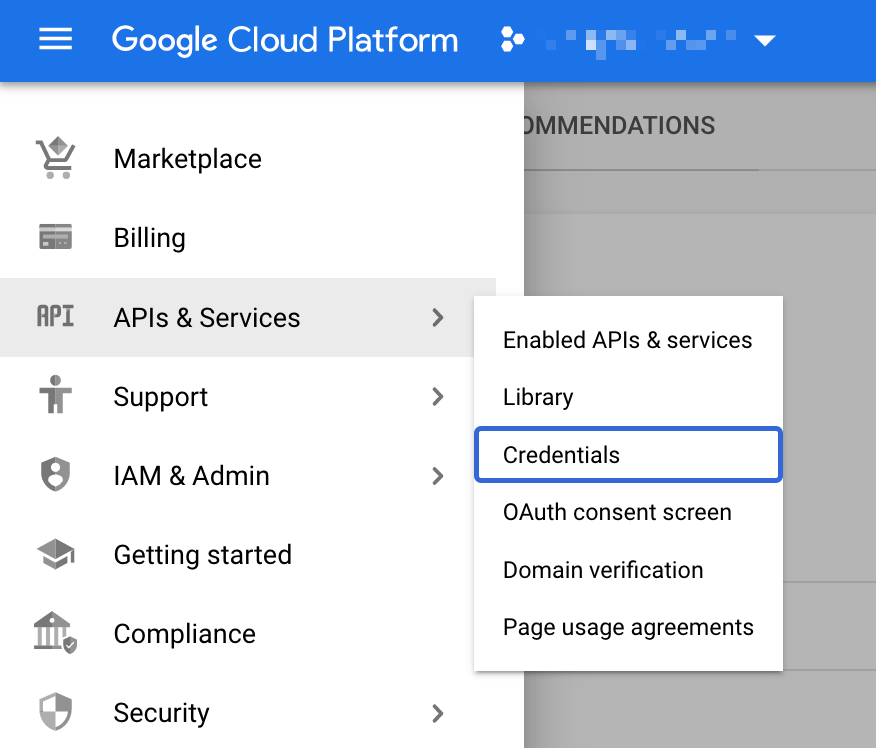 Google Cloud Platform
OMMENDATIONS
Marketplace
Billing
API
APIs & Services
Support
IAM & Admin
Getting started
Compliance
Security
Enabled APIs & services
Library
Credentials
OAuth consent screen
Domain verification
Page usage agreements